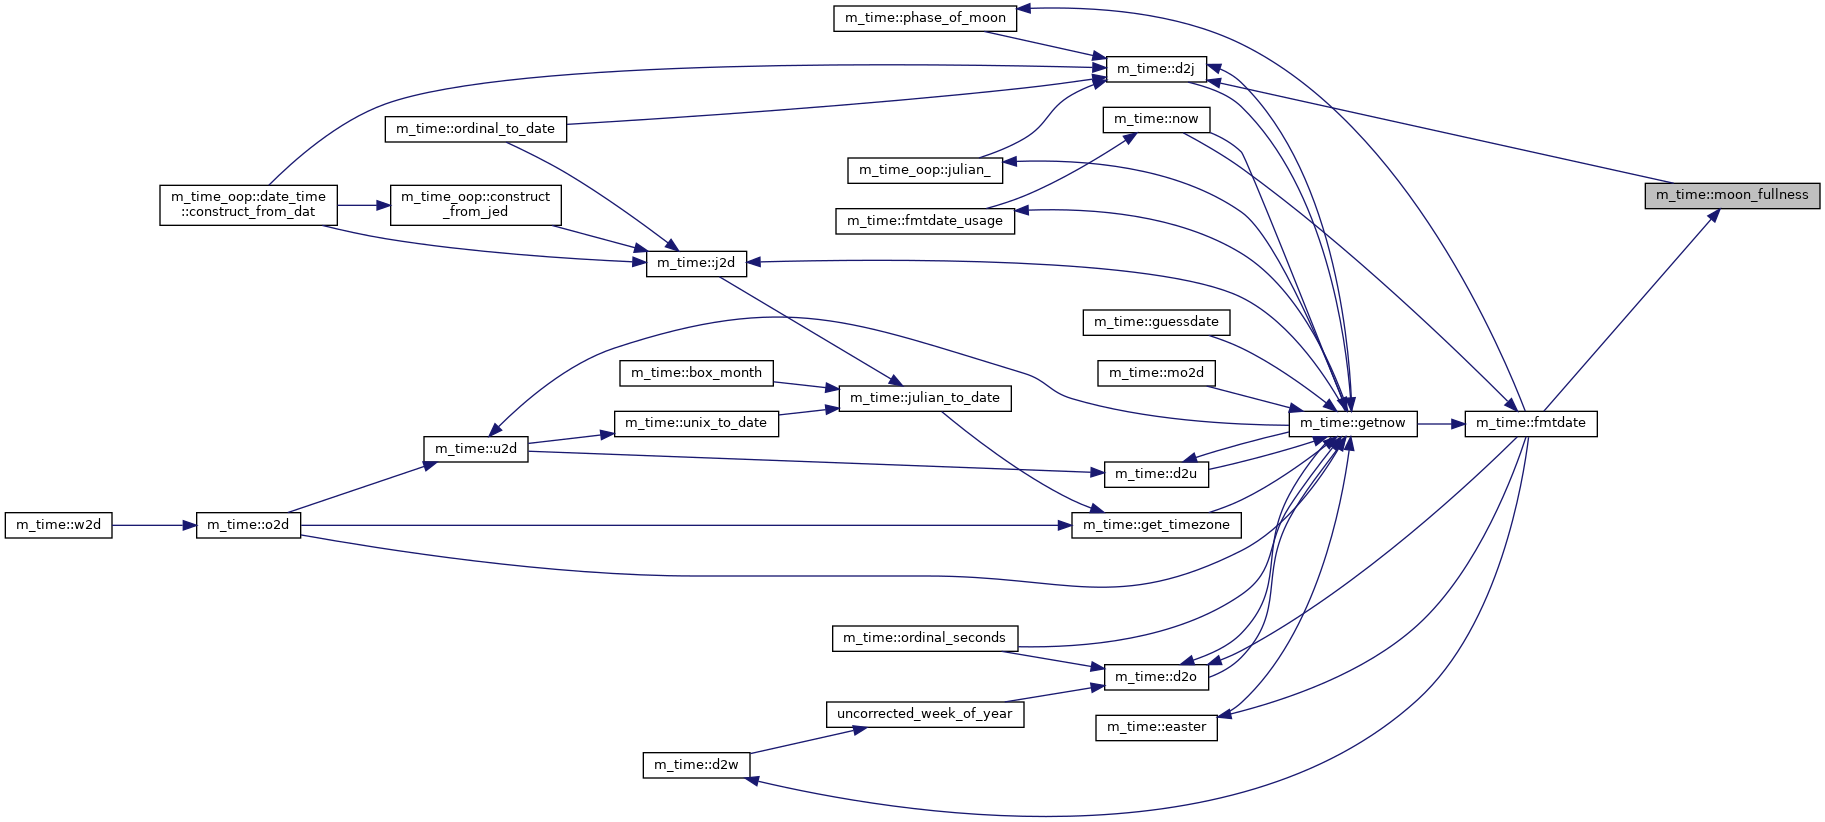 m_time::phase_of_moon
m_time::d2j
m_time::now
m_time::ordinal_to_date
m_time_oop::julian_
m_time_oop::date_time
::construct_from_dat
m_time_oop::construct
_from_jed
m_time::moon_fullness
m_time::fmtdate_usage
m_time::j2d
m_time::guessdate
m_time::box_month
m_time::mo2d
m_time::julian_to_date
m_time::unix_to_date
m_time::getnow
m_time::fmtdate
m_time::u2d
m_time::d2u
m_time::w2d
m_time::o2d
m_time::get_timezone
m_time::ordinal_seconds
m_time::d2o
uncorrected_week_of_year
m_time::easter
m_time::d2w